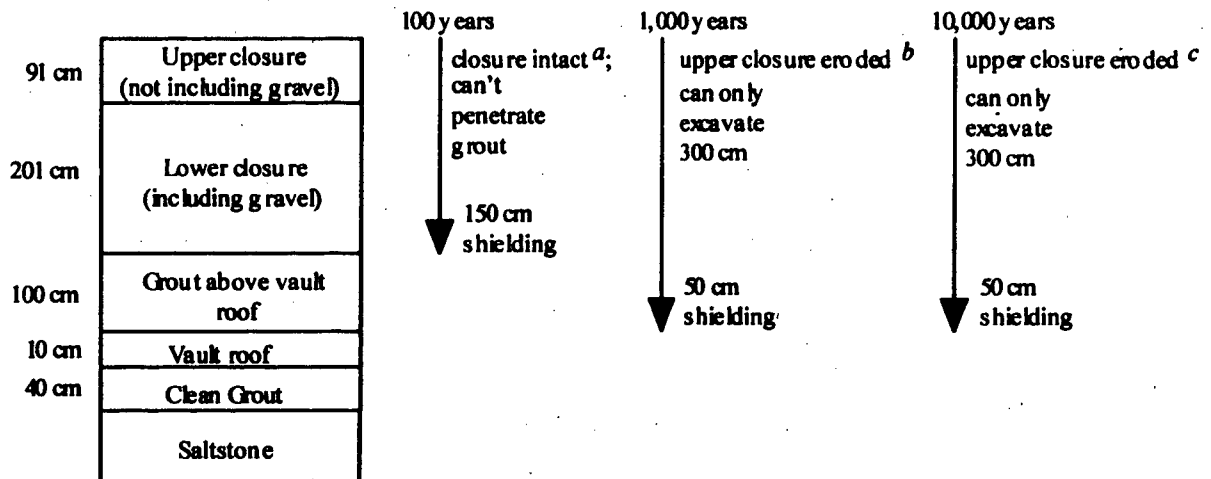 91 cm
Upper closure
(not including gravel)
201 cm
Lower closure
(including gravel)
100 cm
Grout above vault
roof
10 cm
Vault roof
40 cm
Clean Grout
Saltstone
100 years
closure intact a;
can't
penetrate
grout
150 cm
shielding
1,000 years
upper closure eroded b
can only
excavate
300 cm
50 cm
shielding
10,000 years
upper closure eroded c
can only
excavate
300 cm
50 cm
shielding